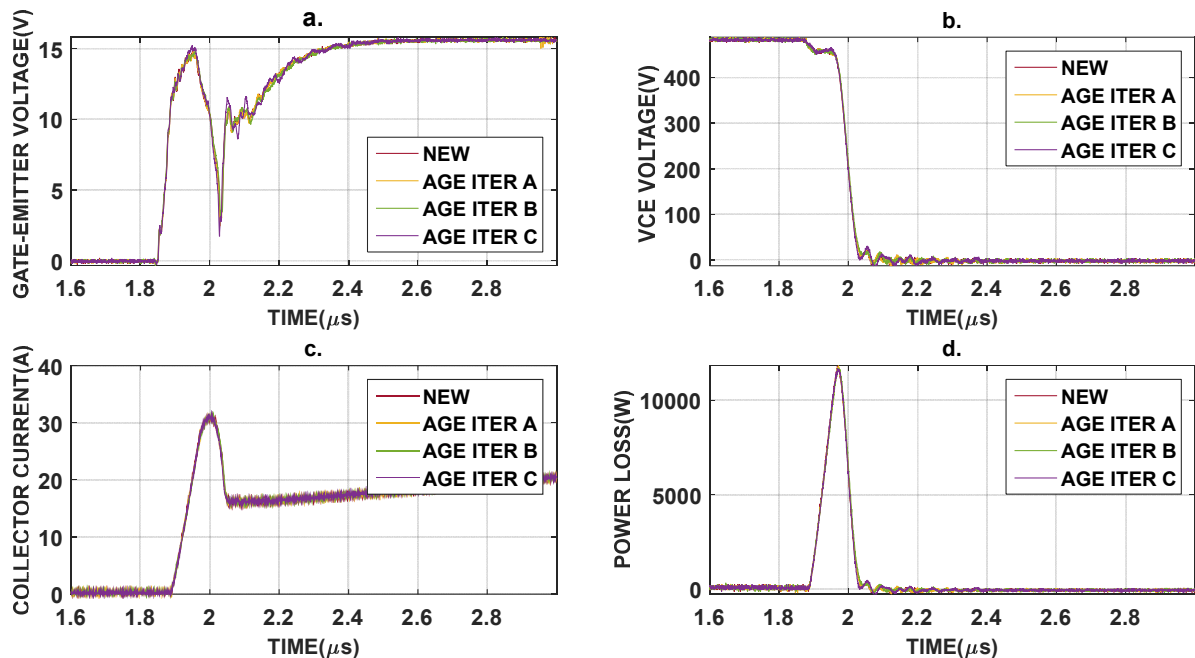 a.
GATE-EMITTER VOLTAGE(V)
15
10
5
0
NEW
AGE ITER A
AGE ITER B
AGE ITER C
1.6 1.8 2 2.2 2.4 2.6 2.8
TIME(μs)
b.
VCE VOLTAGE(V)
400
300
200
100
0
NEW
AGE ITER A
AGE ITER B
AGE ITER C
1.6 1.8 2 2.2 2.4 2.6 2.8
TIME(μs)
c.
COLLECTOR CURRENT(A)
40
30
20
10
0
NEW
AGE ITER A
AGE ITER B
AGE ITER C
1.6 1.8 2 2.2 2.4 2.6 2.8
TIME(μs)
d.
POWER LOSS(W)
10000
5000
0
NEW
AGE ITER A
AGE ITER B
AGE ITER C
1.6 1.8 2 2.2 2.4 2.6 2.8
TIME(μs)